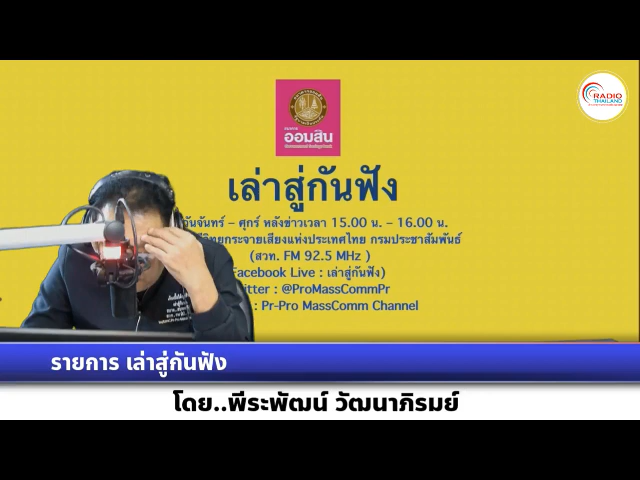 RADIO
THAILAND
ธนาคาร
ออมสิน
Government Savings Bank
เล่าสู่กันฟัง
วันจันทร์ – ศุกร์ หลังข่าวเวลา 15.00 น. – 16.00 น.
วิทยุกระจายเสียงแห่งประเทศไทย กรมประชาสัมพันธ์
(สวท. FM 92.5 MHz )
Facebook Live : เล่าสู่กันฟัง)
itter : @ProMassCommPr
: Pr-Pro MassComm Channel
รายการ เล่าสู่กันฟัง
โดย..พีระพัฒน์ วัฒนาภิรมย์